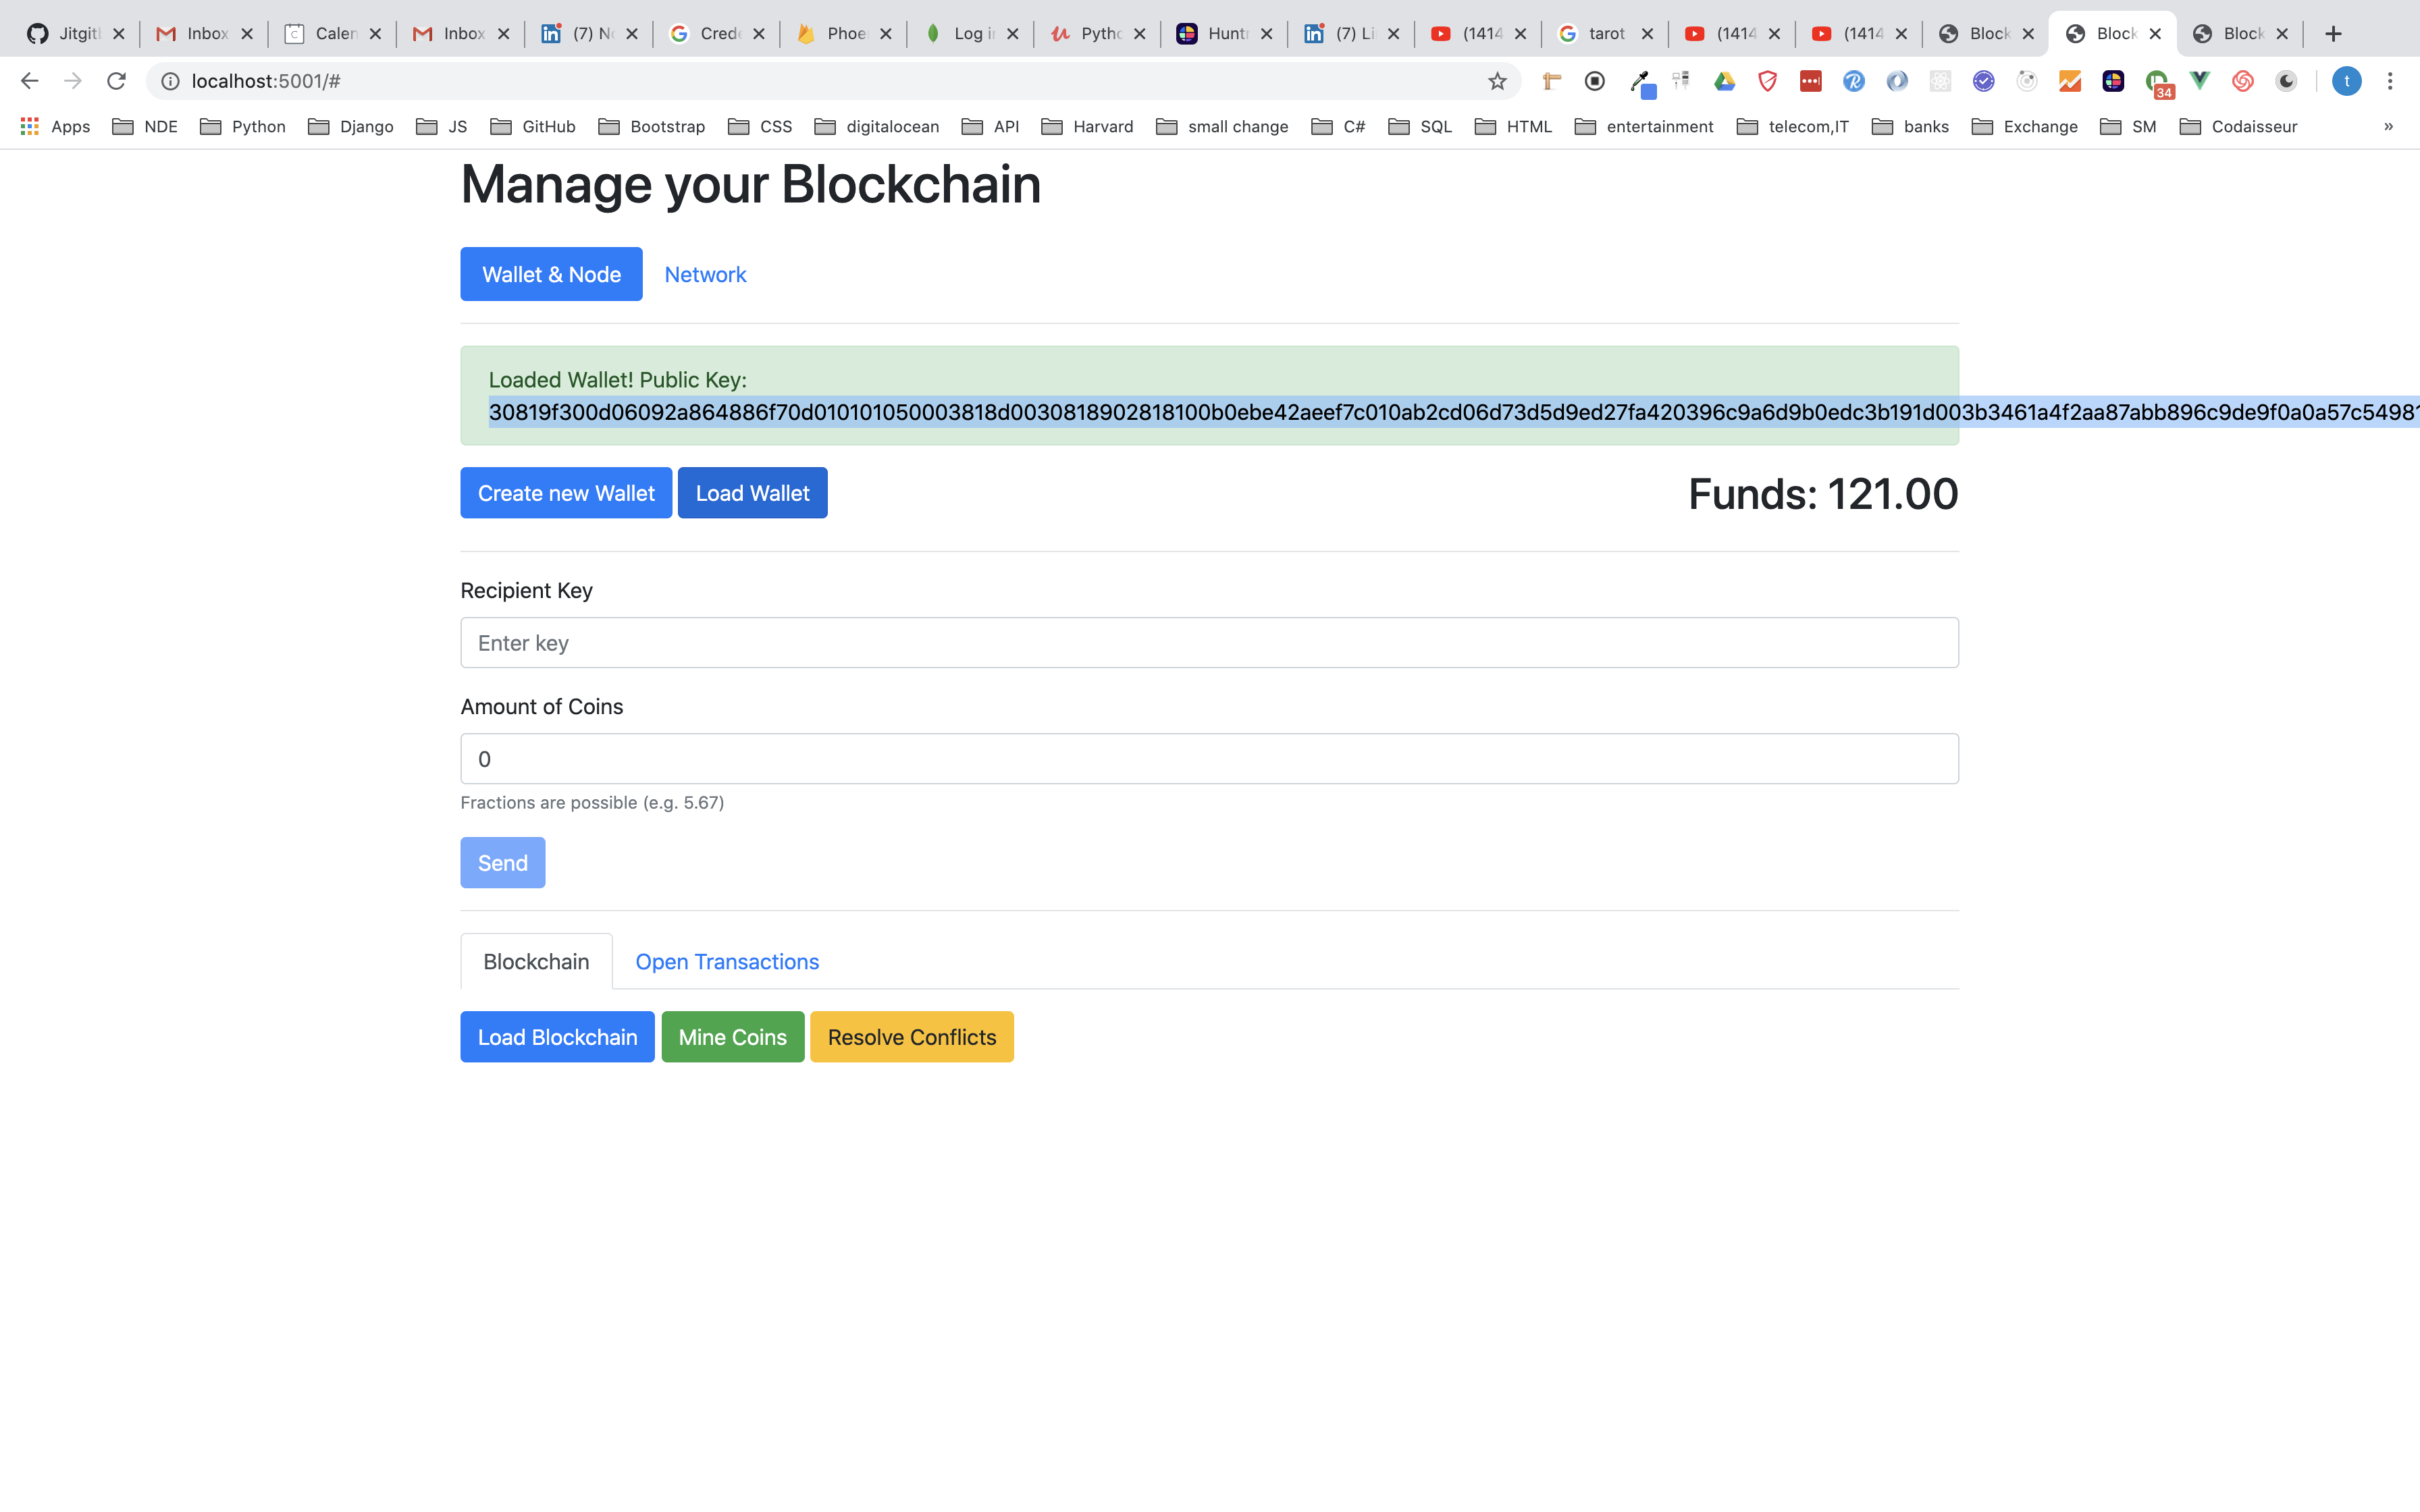 Jitgitl Inbox Calen Inbox (7) No Cred Phoe Log i Pytho Hunt (7) Li (1414 tarot (1414 (1414 Block Block Block
localhost:5001/#
34 t
Apps NDE Python Django JS GitHub Bootstrap CSS digitalocean API Harvard small change C# SQL HTML entertainment telecom,IT banks Exchange SM Codaisseur »
Manage your Blockchain
Wallet & Node Network
Loaded Wallet! Public Key:
30819f300d06092a864886f70d010101050003818d0030818902818100b0ebe42aeef7c010ab2cd06d73d5d9ed27fa420396c9a6d9b0edc3b191d003b3461a4f2aa87abb896c9de9f0a0a57c54981
Create new Wallet Load Wallet Funds: 121.00
Recipient Key
Enter key
Amount of Coins
0
Fractions are possible (e.g. 5.67)
Send
Blockchain Open Transactions
Load Blockchain Mine Coins Resolve Conflicts